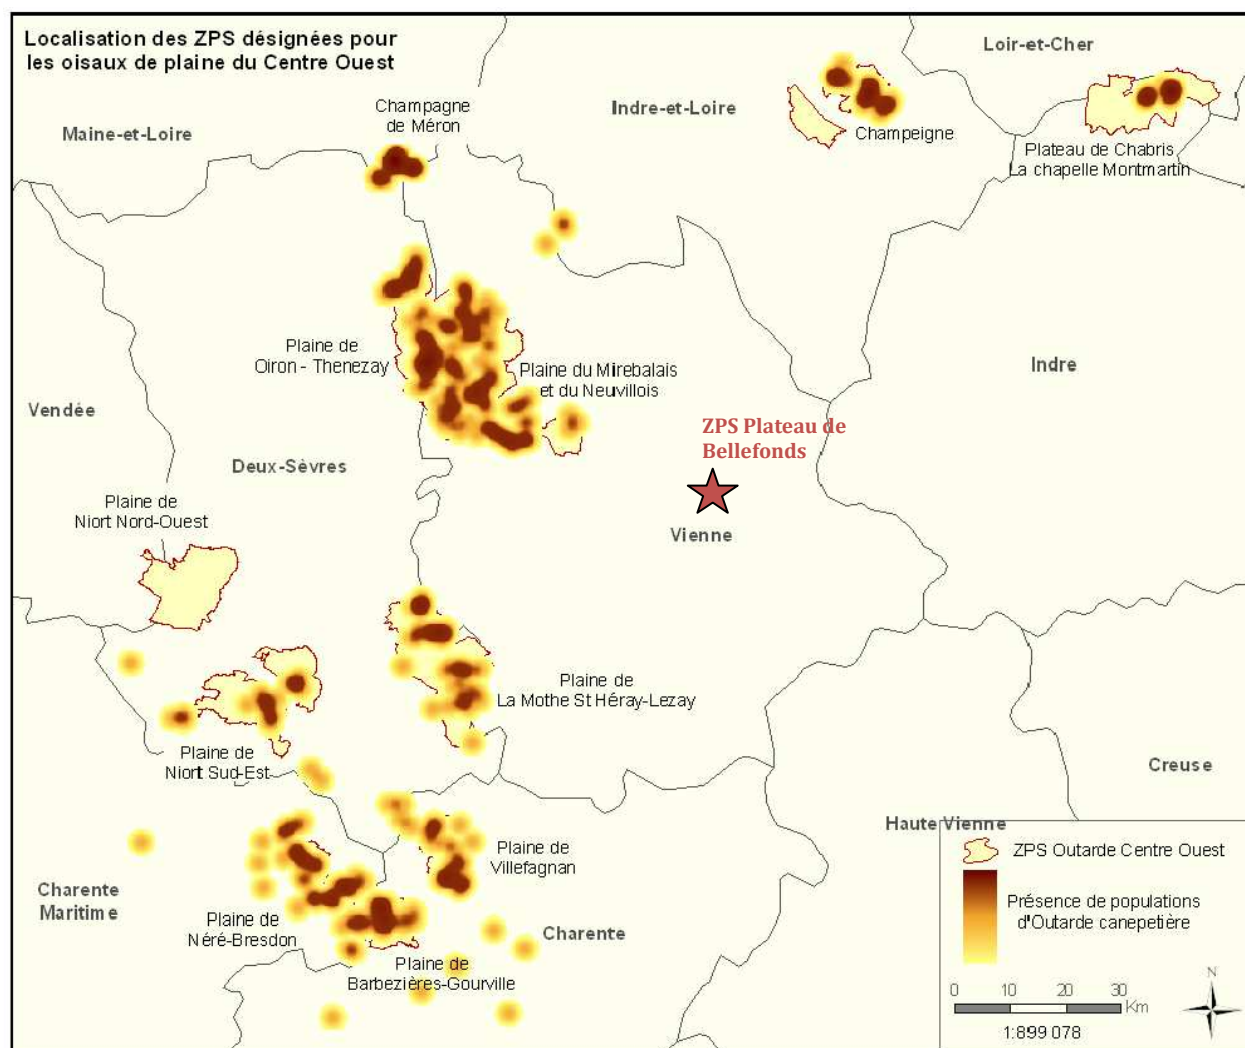 Localisation des ZPS désignées pour
les oisaux de plaine du Centre Ouest
Loir-et-Cher
Champagne
de Méron
Indre-et-Loire
Maine-et-Loire
Champeigne
Plateau de Chabris
La chapelle Montmartin
Plaine de
Oiron - Thenezay
Plaine du Mirebalais
et du Neuvillois
Indre
Vendée
ZPS Plateau de
Bellefonds
Deux-Sèvres
Plaine de
Niort Nord-Ouest
Vienne
Plaine de
La Mothe St Héray-Lezay
Plaine de
Niort Sud-Est
Creuse
Haute Vienne
Plaine de
Villefagnan
Charente
Maritime
Plaine de
Néré-Bresdon
Charente
Plaine de
Barbezières-Gourville
ZPS Outarde Centre Ouest
Présence de populations
d'Outarde canepetière
N
0 10 20 30
Km
1:899 078